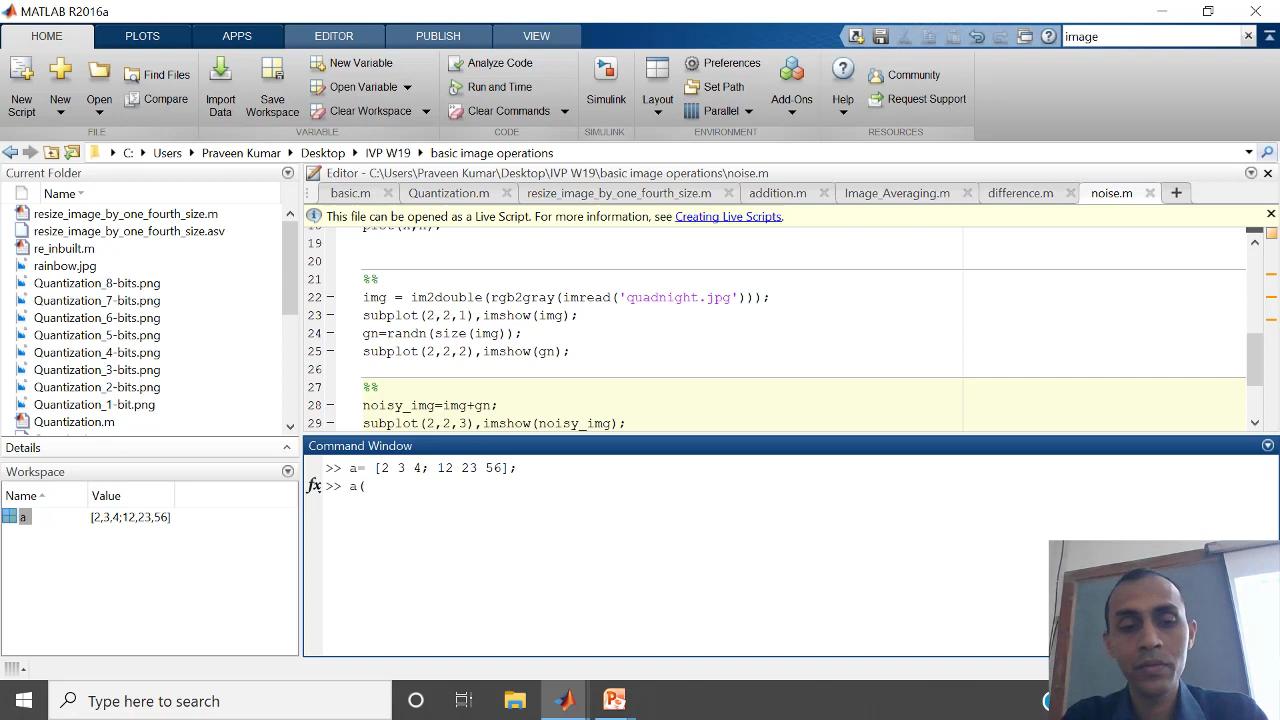 MATLAB R2016a
HOME PLOTS APPS EDITOR PUBLISH VIEW image
New Script New Open Find Files Compare Import Data Save Workspace New Variable Open Variable Clear Workspace Analyze Code Run and Time Clear Commands Simulink Layout Preferences Set Path Parallel Add-Ons Help Community Request Support
FILE VARIABLE CODE SIMULINK ENVIRONMENT RESOURCES
C: Users Praveen Kumar Desktop IVP W19 basic image operations
Current Folder
Name
resize_image_by_one_fourth_size.m
resize_image_by_one_fourth_size.asv
re_inbuilt.m
rainbow.jpg
Quantization_8-bits.png
Quantization_7-bits.png
Quantization_6-bits.png
Quantization_5-bits.png
Quantization_4-bits.png
Quantization_3-bits.png
Quantization_2-bits.png
Quantization_1-bit.png
Quantization.m
Details
Workspace
Name Value
a [2,3,4;12,23,56]
Editor - C:\Users\Praveen Kumar\Desktop\IVP W19\basic image operations\noise.m
basic.m Quantization.m resize_image_by_one_fourth_size.m addition.m Image_Averaging.m difference.m noise.m
This file can be opened as a Live Script. For more information, see Creating Live Scripts.
19
20
21 %%
22 img = im2double(rgb2gray(imread('quadnight.jpg')));
23 subplot(2,2,1),imshow(img);
24 gn=randn(size(img));
25 subplot(2,2,2),imshow(gn);
26
27 %%
28 noisy_img=img+gn;
29 subplot(2,2,3),imshow(noisy_img);
Command Window
>> a= [2 3 4; 12 23 56];
fx >> a(
Type here to search